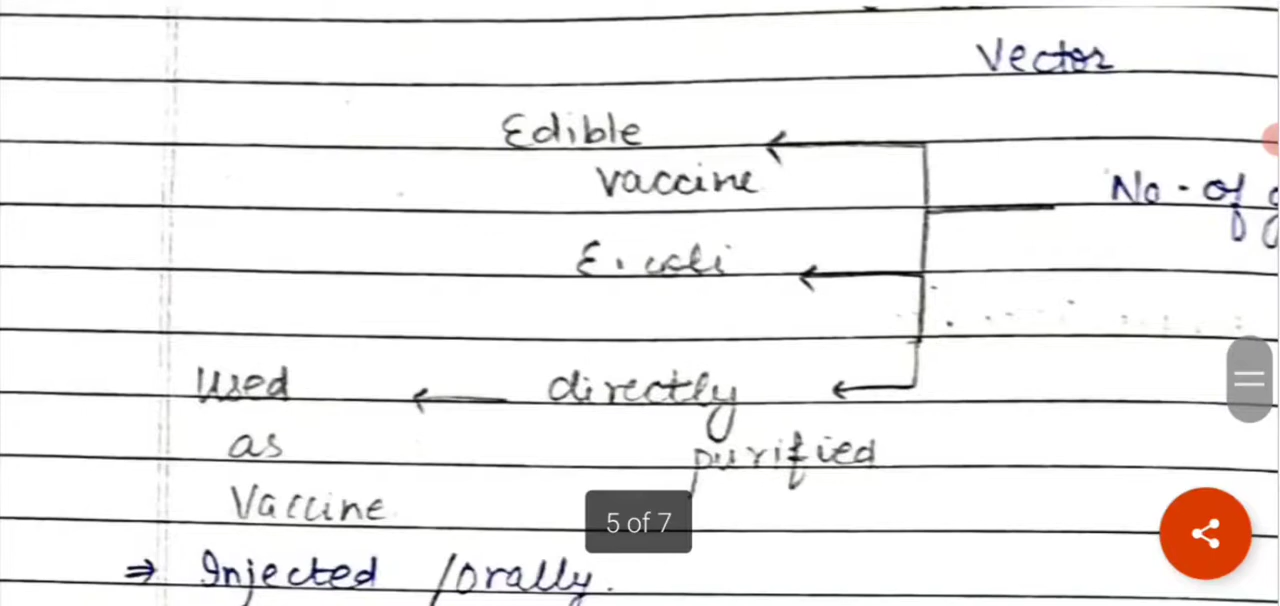 Vector
Edible
vaccine
No. of
E. coli
Used ← directly
as purified
Vaccine
5 of 7
⇒ Injected /orally.